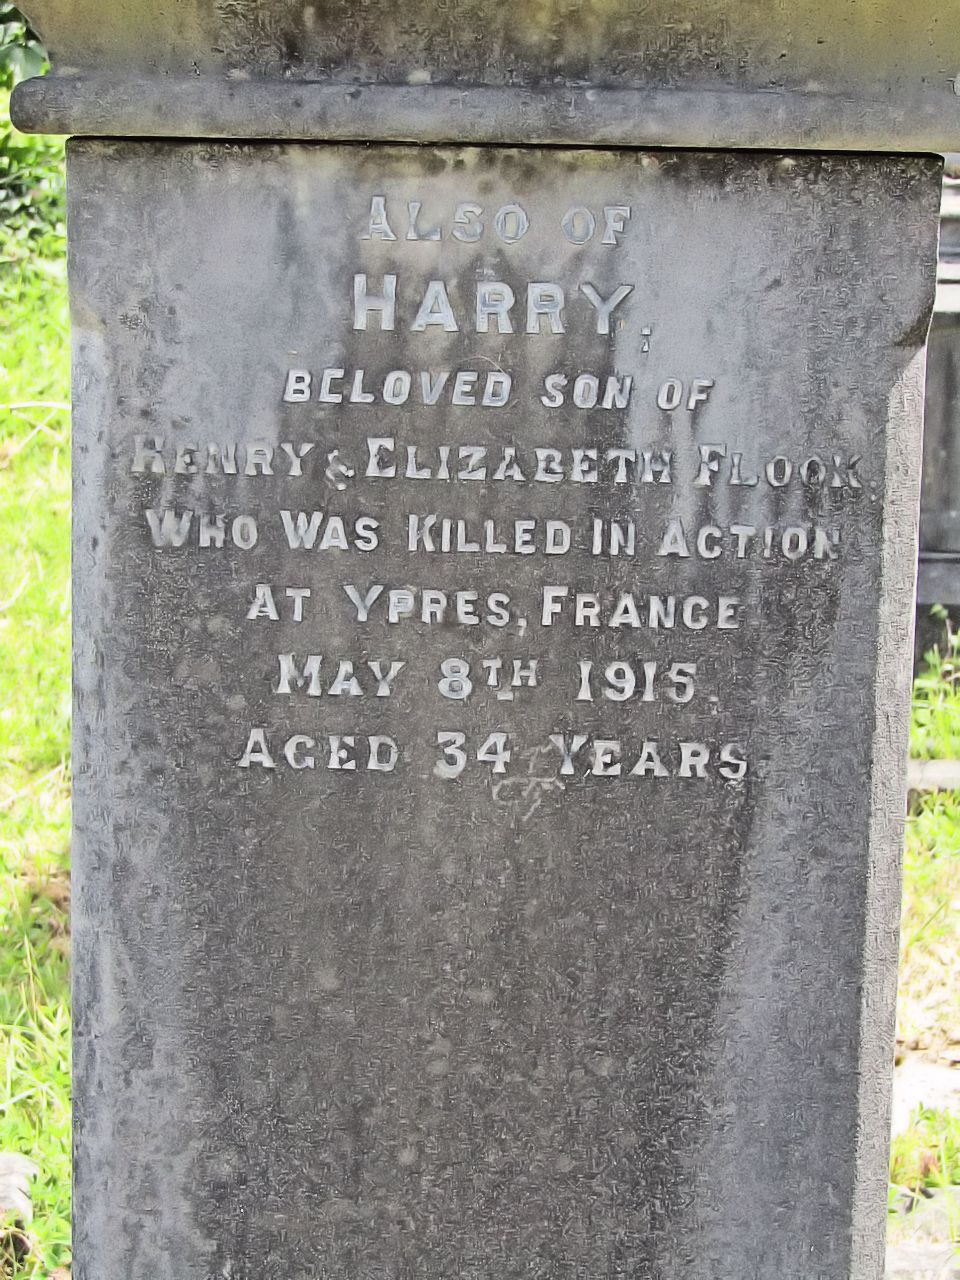 ALSO OF
HARRY,
BELOVED SON OF
HENRY & ELIZABETH FLOOK,
WHO WAS KILLED IN ACTION
AT YPRES, FRANCE
MAY 8TH 1915.
AGED 34 YEARS